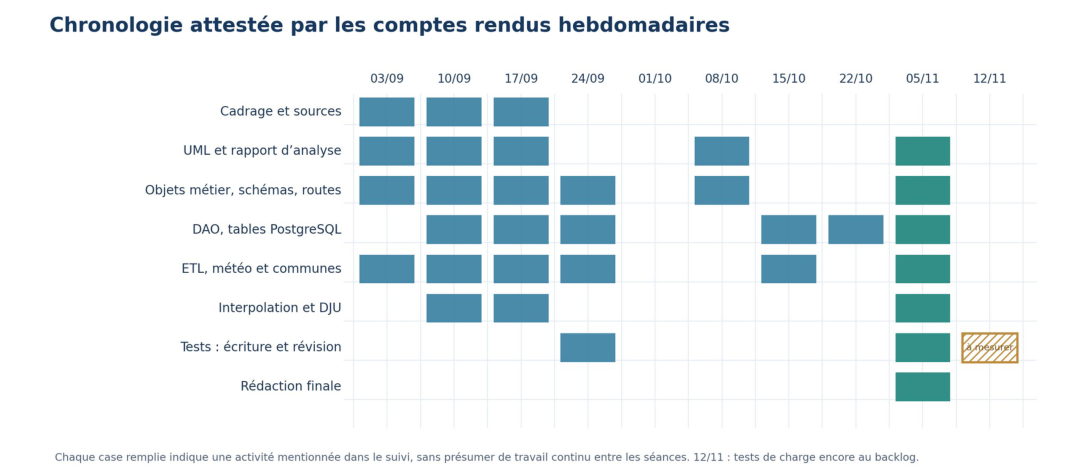 Chronologie attestée par les comptes rendus hebdomadaires
03/09 10/09 17/09 24/09 01/10 08/10 15/10 22/10 05/11 12/11
Cadrage et sources
UML et rapport d’analyse
Objets métier, schémas, routes
DAO, tables PostgreSQL
ETL, météo et communes
Interpolation et DJU
Tests : écriture et révision
à mesurer
Rédaction finale
Chaque case remplie indique une activité mentionnée dans le suivi, sans présumer de travail continu entre les séances. 12/11 : tests de charge encore au backlog.